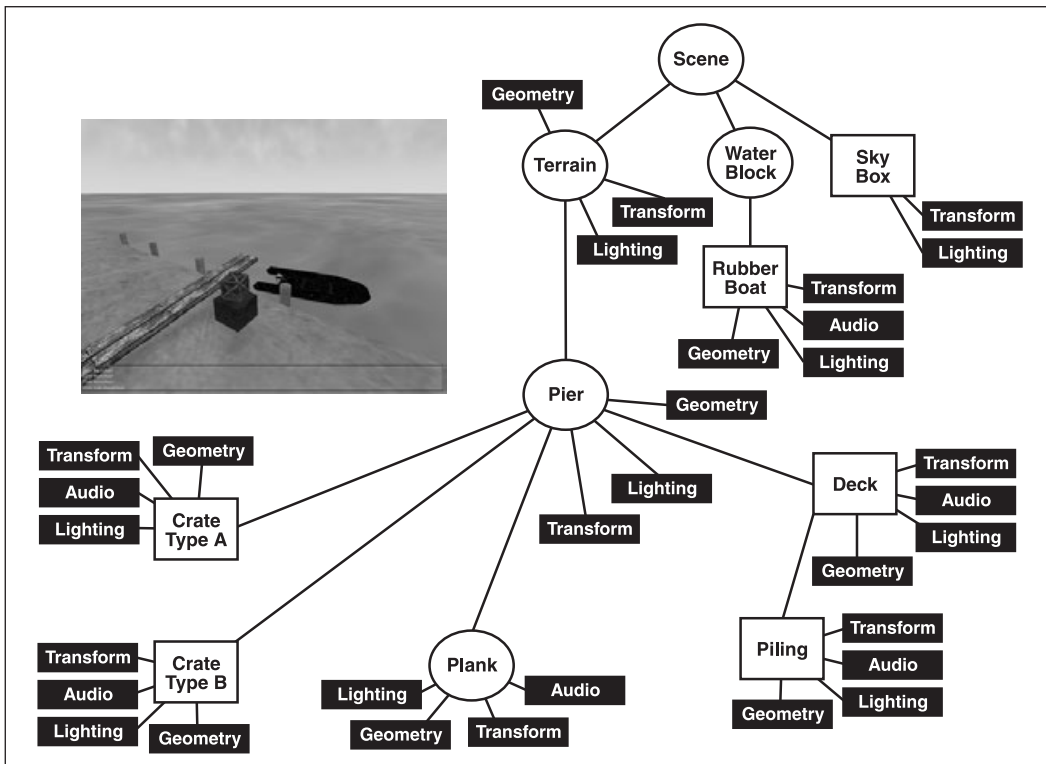 Scene
Geometry
Terrain
Water
Block
Sky
Box
Transform
Lighting
Transform
Lighting
Rubber
Boat
Transform
Audio
Lighting
Geometry
Pier
Geometry
Lighting
Transform
Transform
Geometry
Audio
Lighting
Crate
Type A
Deck
Transform
Audio
Lighting
Geometry
Transform
Audio
Lighting
Crate
Type B
Geometry
Plank
Lighting
Audio
Geometry
Transform
Piling
Transform
Audio
Lighting
Geometry